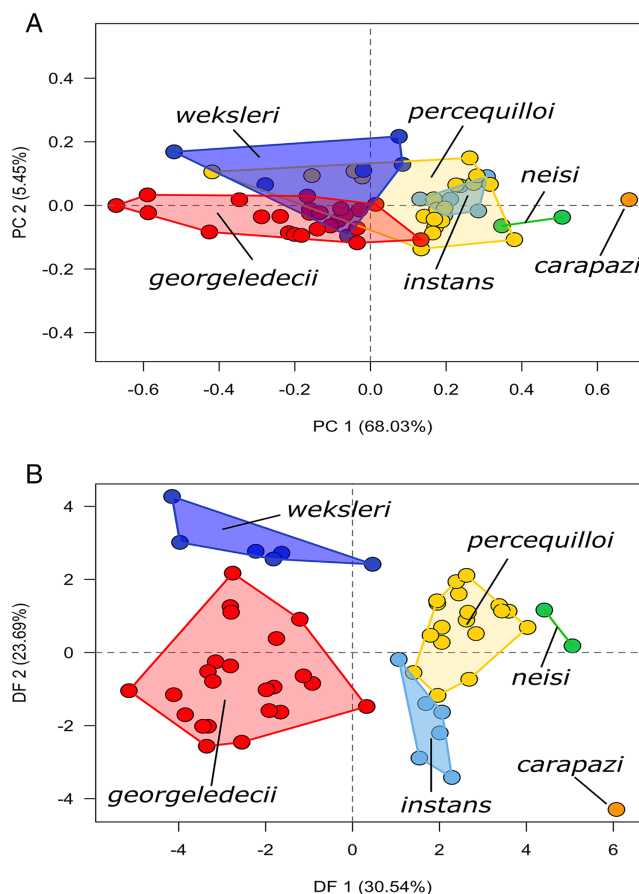 A
0.4
0.2
0.0
-0.2
-0.4
PC 2 (5.45%)
weksleri
percequilloi
neisi
georgeledecii
instans
carapazi
-0.6
-0.4
-0.2
0.0
0.2
0.4
0.6
PC 1 (68.03%)
B
4
2
0
-2
-4
DF 2 (23.69%)
weksleri
percequilloi
neisi
georgeledecii
instans
carapazi
-4
-2
0
2
4
6
DF 1 (30.54%)